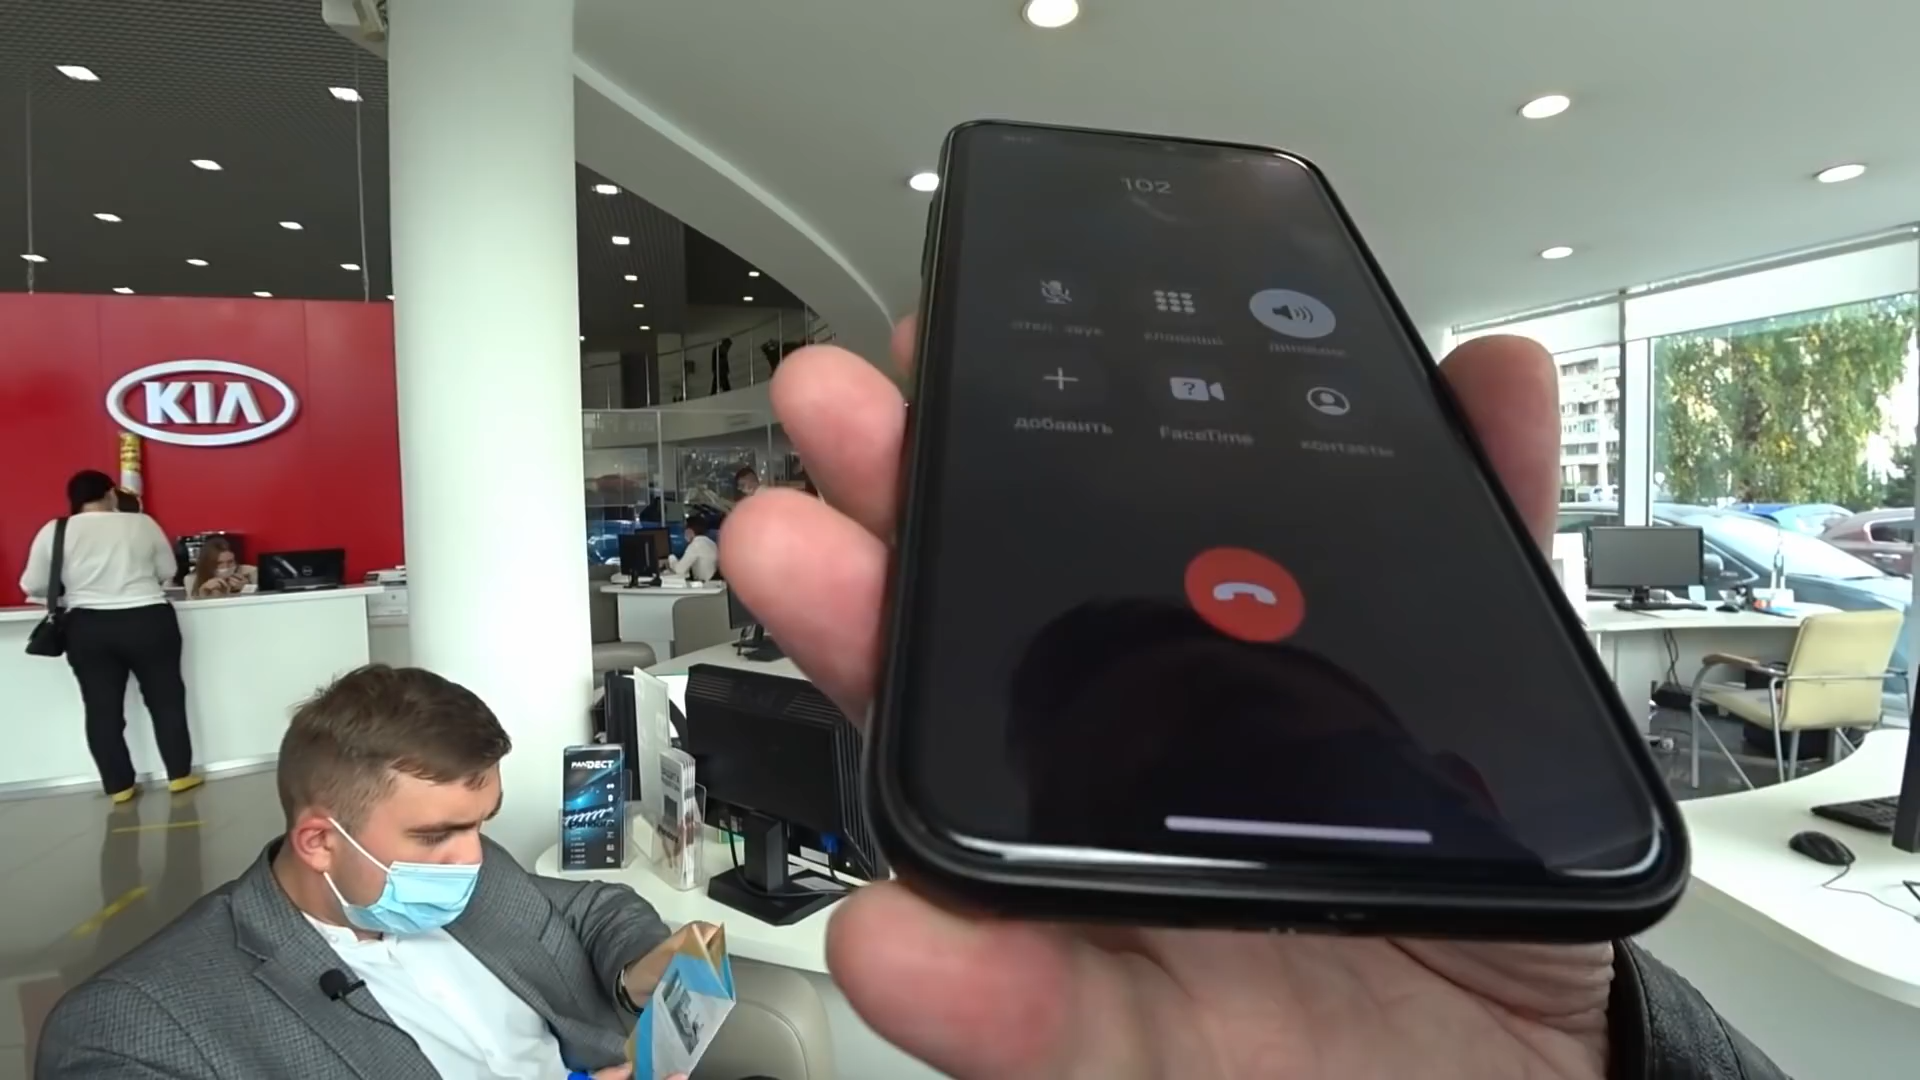 102
откл. звук
клавиши
динамик
добавить
FaceTime
контакты
KIA
PANDECT